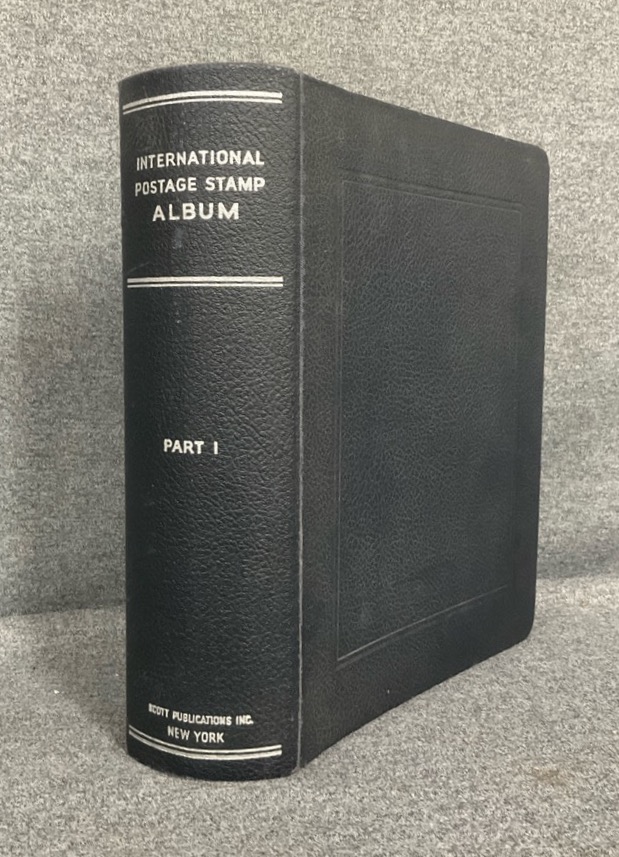 INTERNATIONAL
POSTAGE STAMP
ALBUM
PART I
SCOTT PUBLICATIONS INC.
NEW YORK